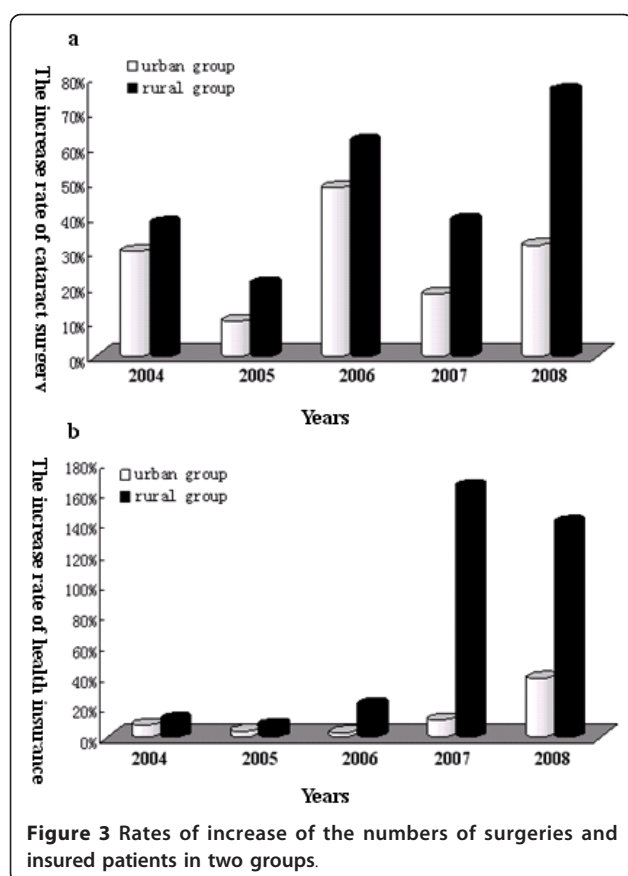 a
The increase rate of cataract surgery
urban group
rural group
80%
70%
60%
50%
40%
30%
20%
10%
0%
2004 2005 2006 2007 2008
Years
b
The increase rate of health insurance
urban group
rural group
180%
160%
140%
120%
100%
80%
60%
40%
20%
0%
2004 2005 2006 2007 2008
Years
Figure 3 Rates of increase of the numbers of surgeries and
insured patients in two groups.